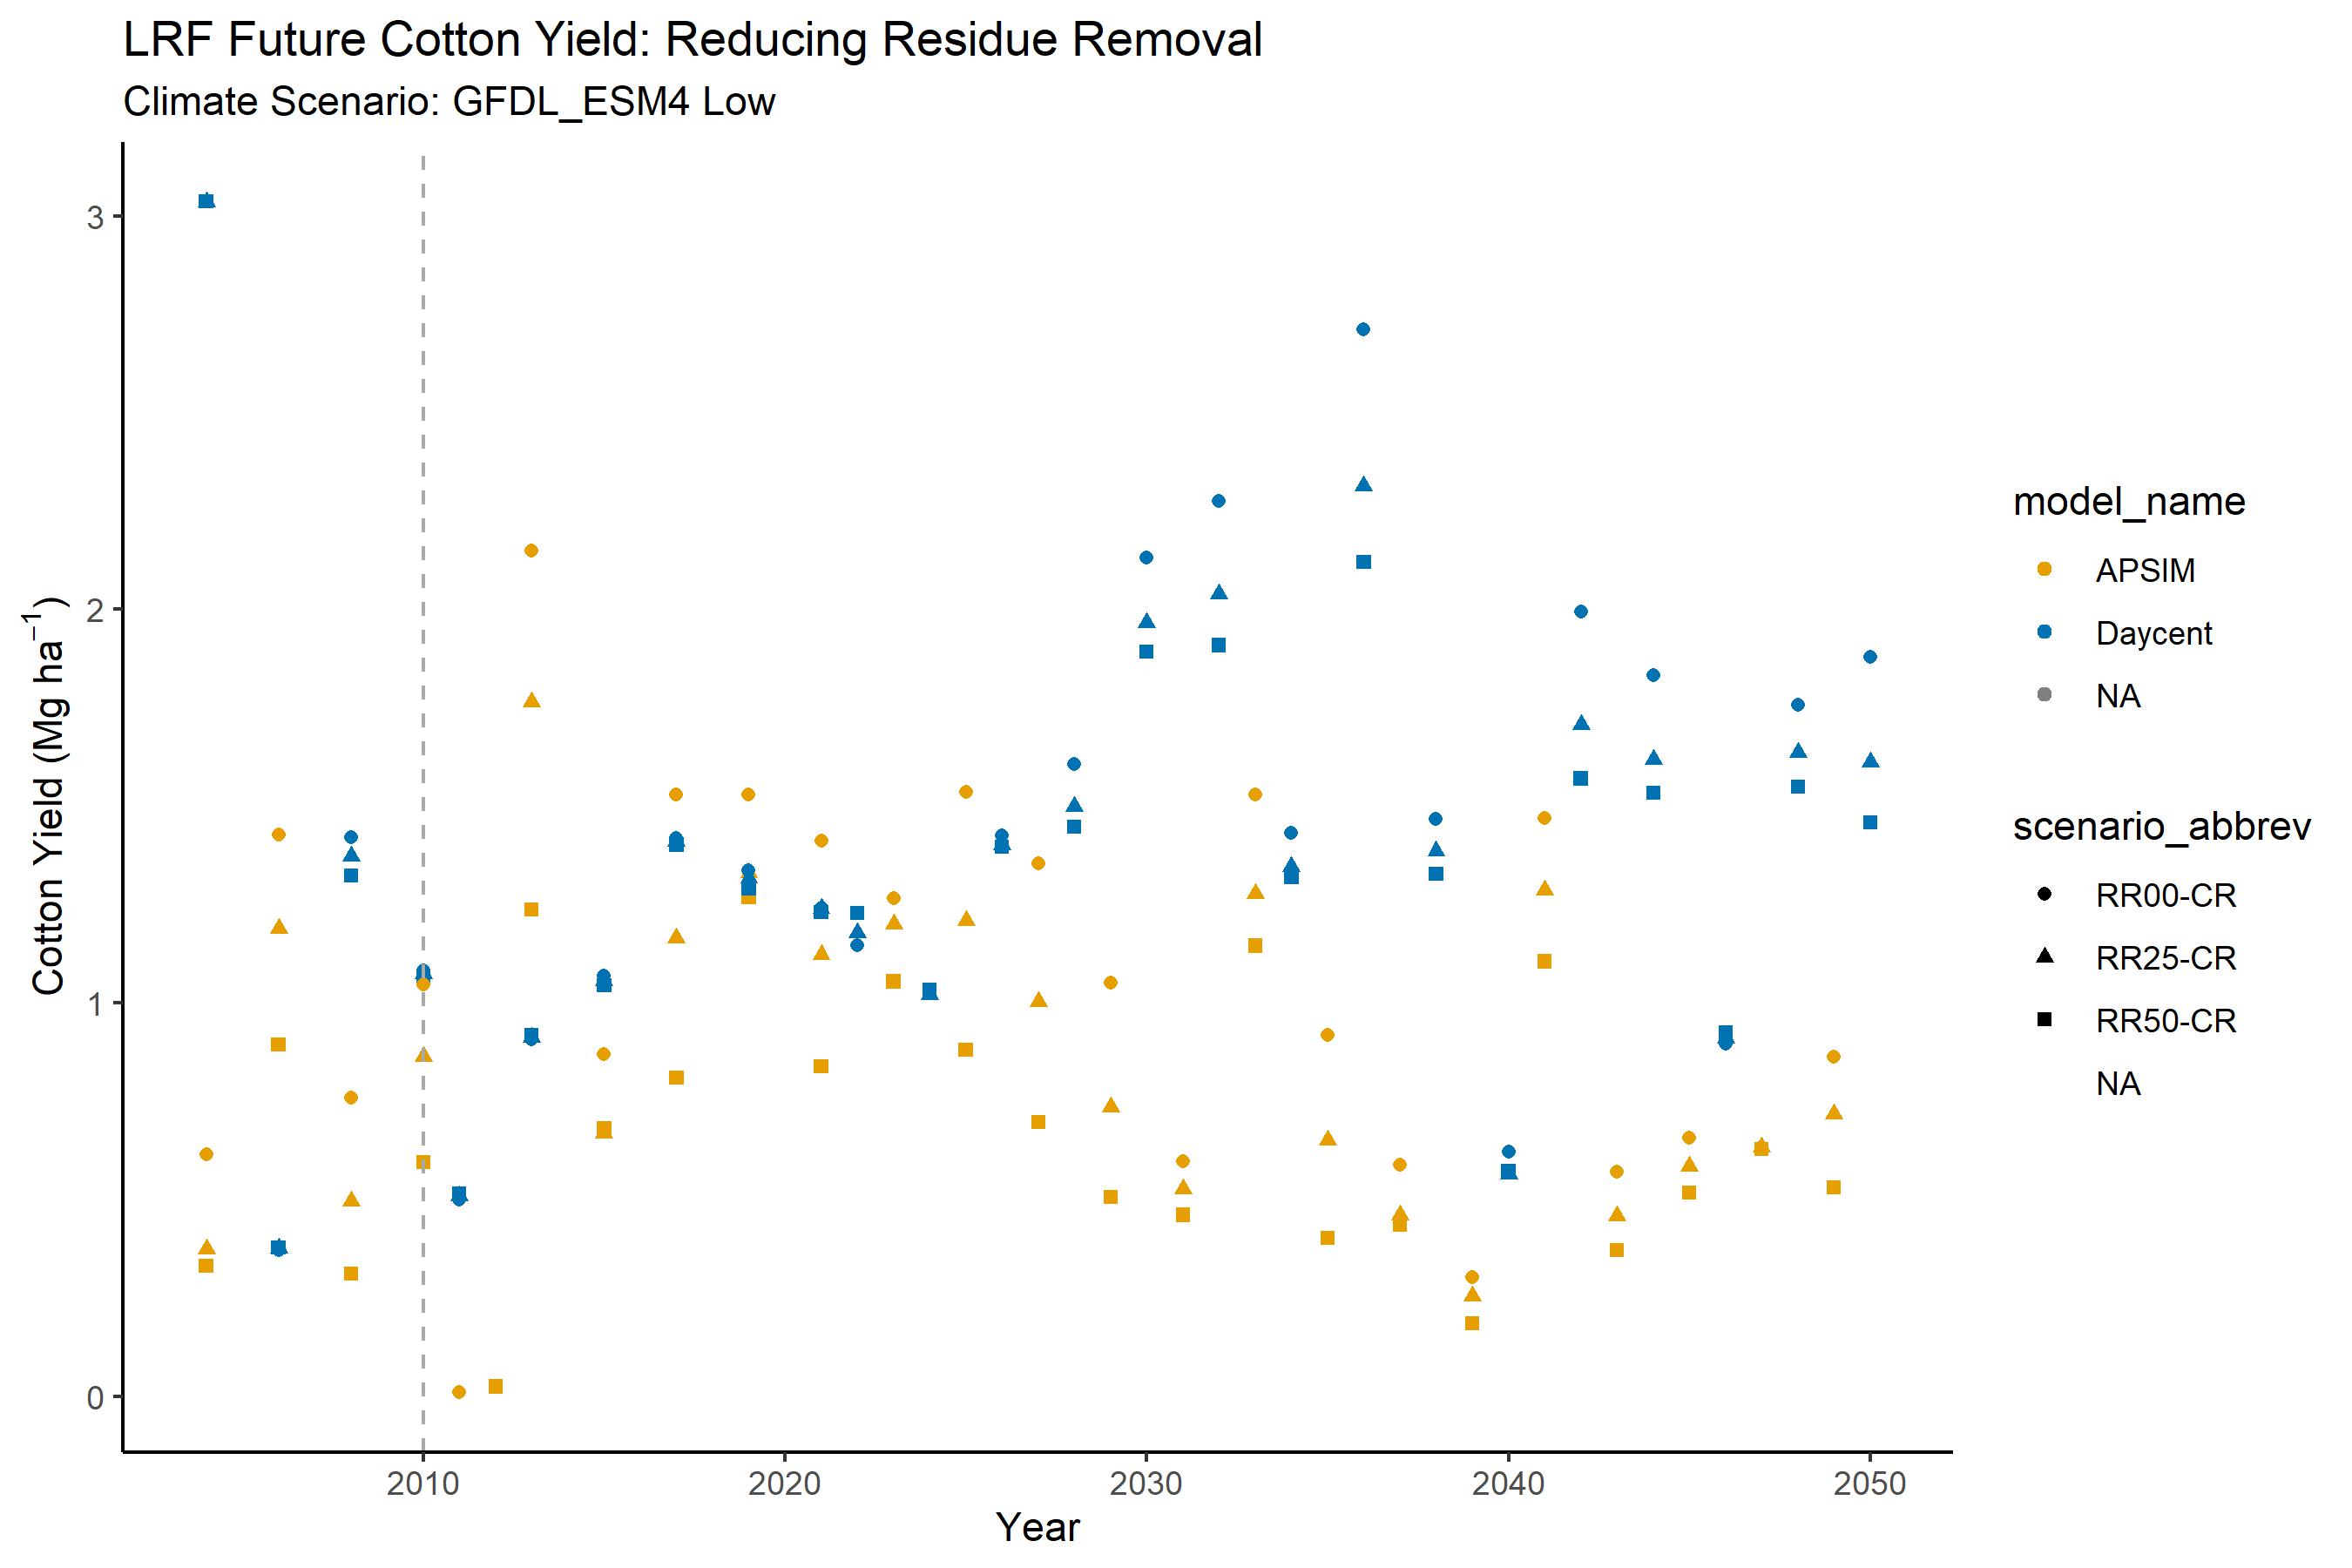 LRF Future Cotton Yield: Reducing Residue Removal
Climate Scenario: GFDL_ESM4 Low
Cotton Yield (Mg ha⁻¹)
3
2
1
0
2010 2020 2030 2040 2050
Year
model_name
APSIM
Daycent
NA
scenario_abbrev
RR00-CR
RR25-CR
RR50-CR
NA